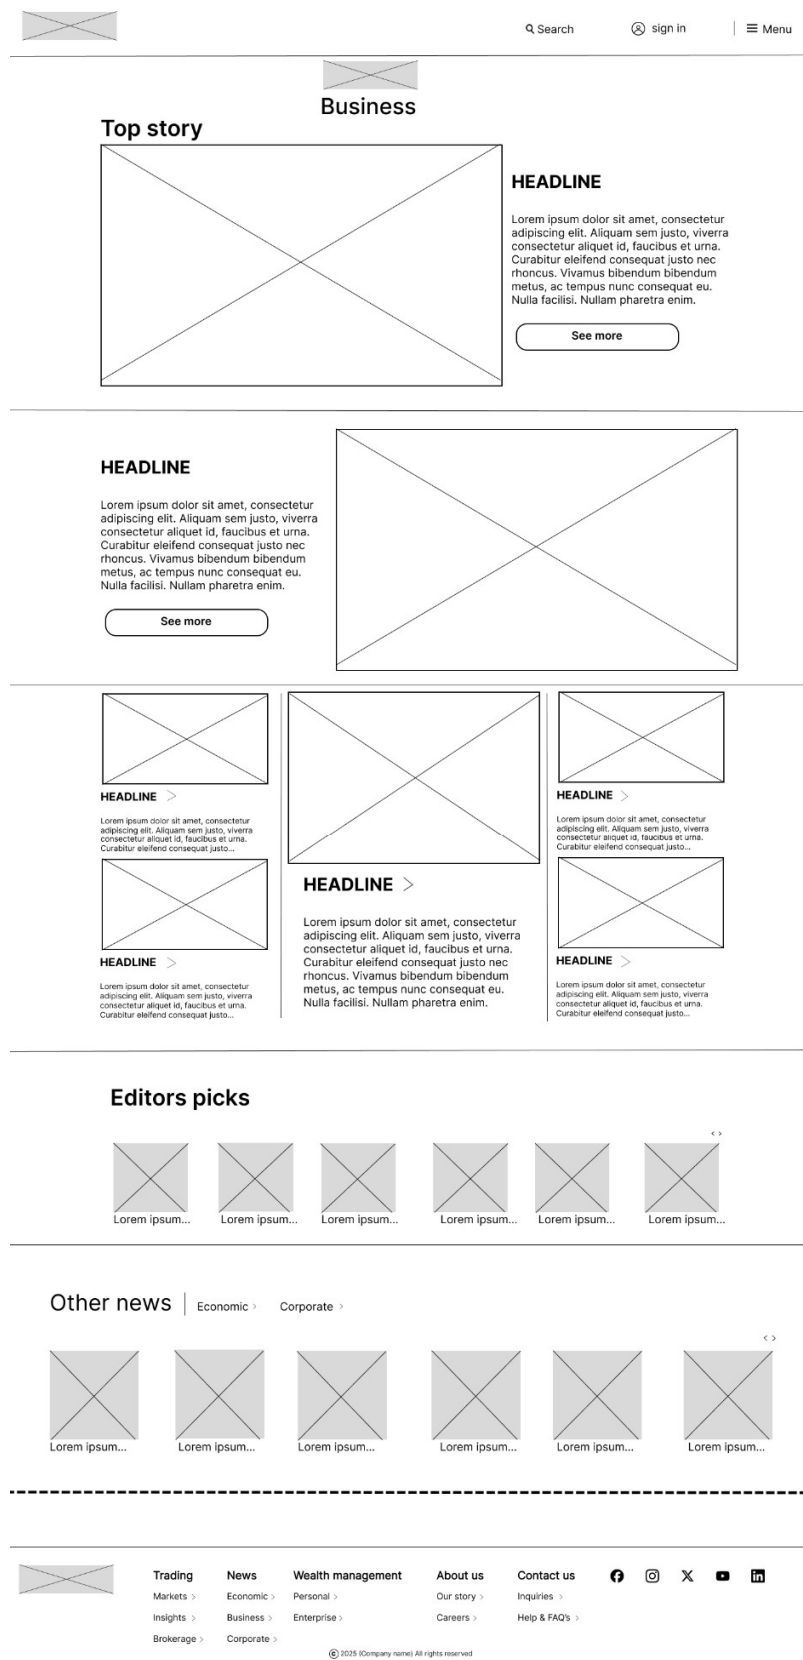 Search
sign in
Menu
Business
Top story
HEADLINE
Lorem ipsum dolor sit amet, consectetur
adipiscing elit. Aliquam sem justo, viverra
consectetur aliquet id, faucibus et urna.
Curabitur eleifend consequat justo nec
rhoncus. Vivamus bibendum bibendum
metus, ac tempus nunc consequat eu.
Nulla facilisi. Nullam pharetra enim.
See more
HEADLINE
Lorem ipsum dolor sit amet, consectetur
adipiscing elit. Aliquam sem justo, viverra
consectetur aliquet id, faucibus et urna.
Curabitur eleifend consequat justo nec
rhoncus. Vivamus bibendum bibendum
metus, ac tempus nunc consequat eu.
Nulla facilisi. Nullam pharetra enim.
See more
HEADLINE >
Lorem ipsum dolor sit amet, consectetur
adipiscing elit. Aliquam sem justo, viverra
consectetur aliquet id, faucibus et urna.
Curabitur eleifend consequat justo...
HEADLINE >
Lorem ipsum dolor sit amet, consectetur
adipiscing elit. Aliquam sem justo, viverra
consectetur aliquet id, faucibus et urna.
Curabitur eleifend consequat justo...
HEADLINE >
Lorem ipsum dolor sit amet, consectetur
adipiscing elit. Aliquam sem justo, viverra
consectetur aliquet id, faucibus et urna.
Curabitur eleifend consequat justo nec
rhoncus. Vivamus bibendum bibendum
metus, ac tempus nunc consequat eu.
Nulla facilisi. Nullam pharetra enim.
HEADLINE >
Lorem ipsum dolor sit amet, consectetur
adipiscing elit. Aliquam sem justo, viverra
consectetur aliquet id, faucibus et urna.
Curabitur eleifend consequat justo...
HEADLINE >
Lorem ipsum dolor sit amet, consectetur
adipiscing elit. Aliquam sem justo, viverra
consectetur aliquet id, faucibus et urna.
Curabitur eleifend consequat justo...
Editors picks
< >
Lorem ipsum... Lorem ipsum... Lorem ipsum... Lorem ipsum... Lorem ipsum... Lorem ipsum...
Other news | Economic > Corporate >
< >
Lorem ipsum... Lorem ipsum... Lorem ipsum... Lorem ipsum... Lorem ipsum... Lorem ipsum...
Trading
Markets >
Insights >
Brokerage >
News
Economic >
Business >
Corporate >
Wealth management
Personal >
Enterprise >
About us
Our story >
Careers >
Contact us
Inquiries >
Help & FAQ's >
© 2025 (Company name) All rights reserved